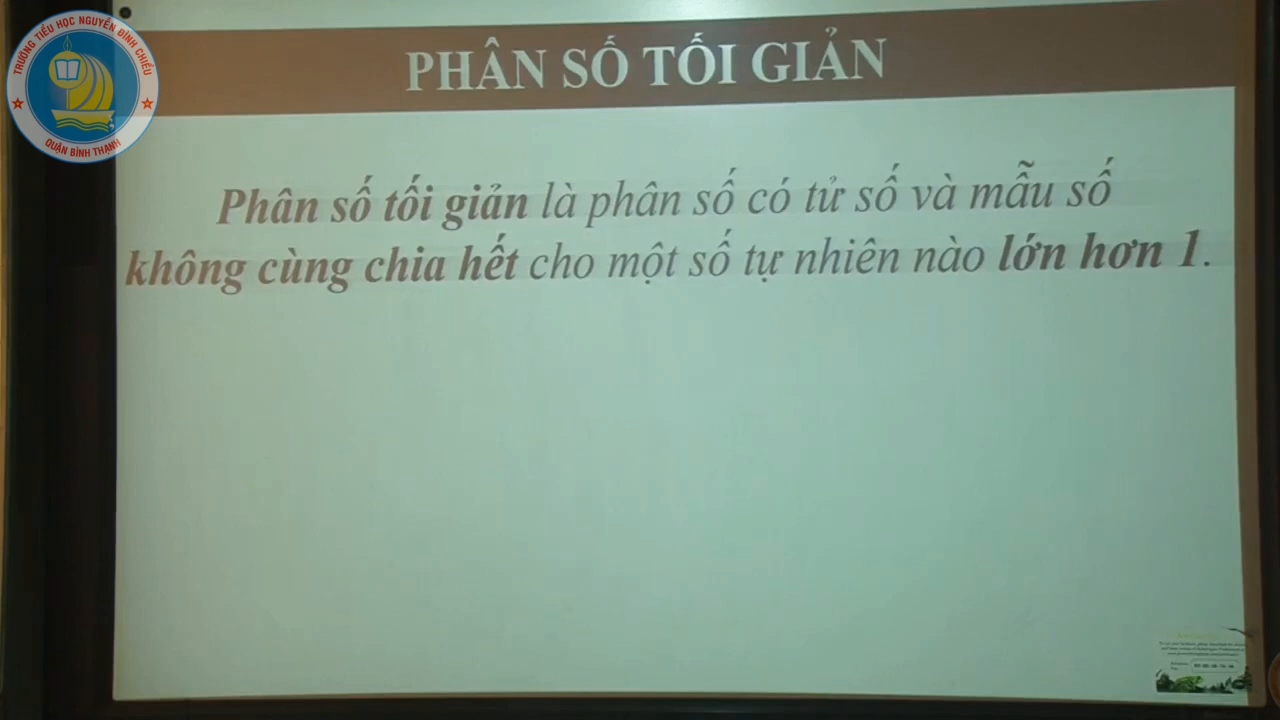 TRƯỜNG TIỂU HỌC NGUYỄN ĐÌNH CHIỂU
QUẬN BÌNH THẠNH
PHÂN SỐ TỐI GIẢN
Phân số tối giản là phân số có tử số và mẫu số
không cùng chia hết cho một số tự nhiên nào lớn hơn 1.